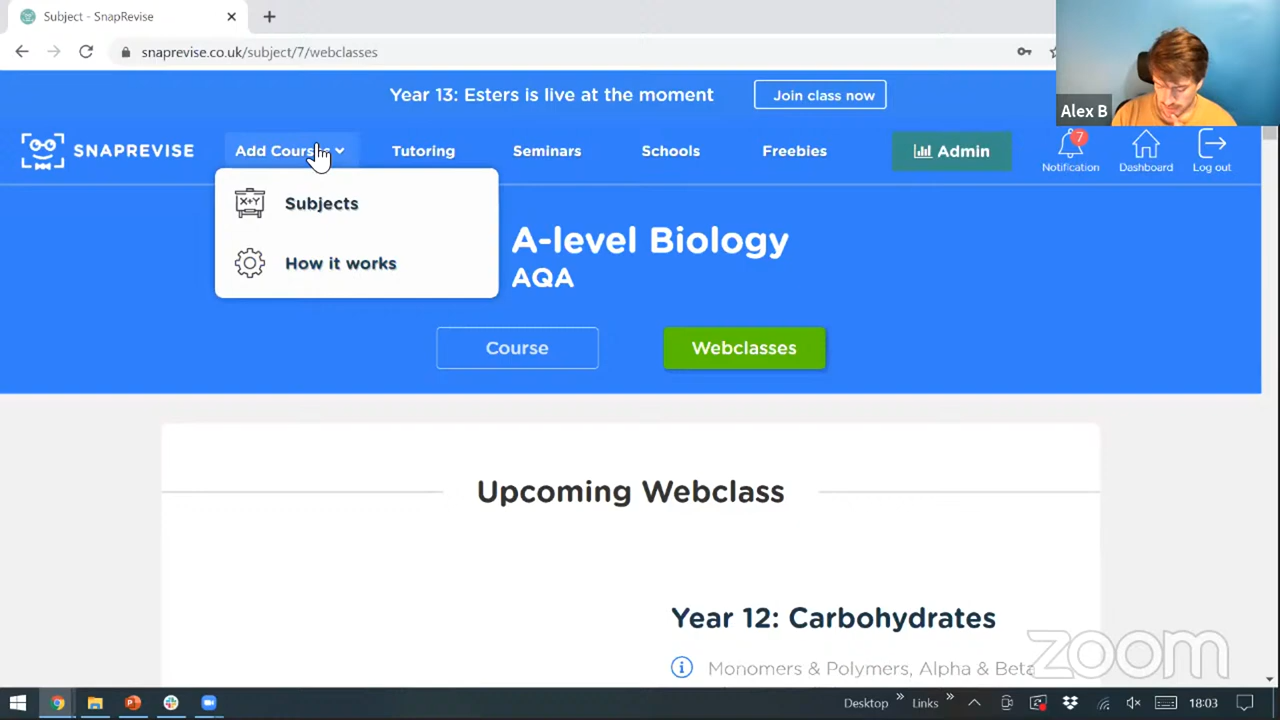 Subject - SnapRevise
snaprevise.co.uk/subject/7/webclasses
Alex B
Year 13: Esters is live at the moment
Join class now
SNAPREVISE
Tutoring
Seminars
Schools
Freebies
Admin
7
Notification
Dashboard
Log out
Add
X+Y
Subjects
How it works
A-level Biology
AQA
Course
Webclasses
Upcoming Webclass
Year 12: Carbohydrates
Monomers & Polymers, Alpha & Beta
zoom
Desktop
Links
18:03